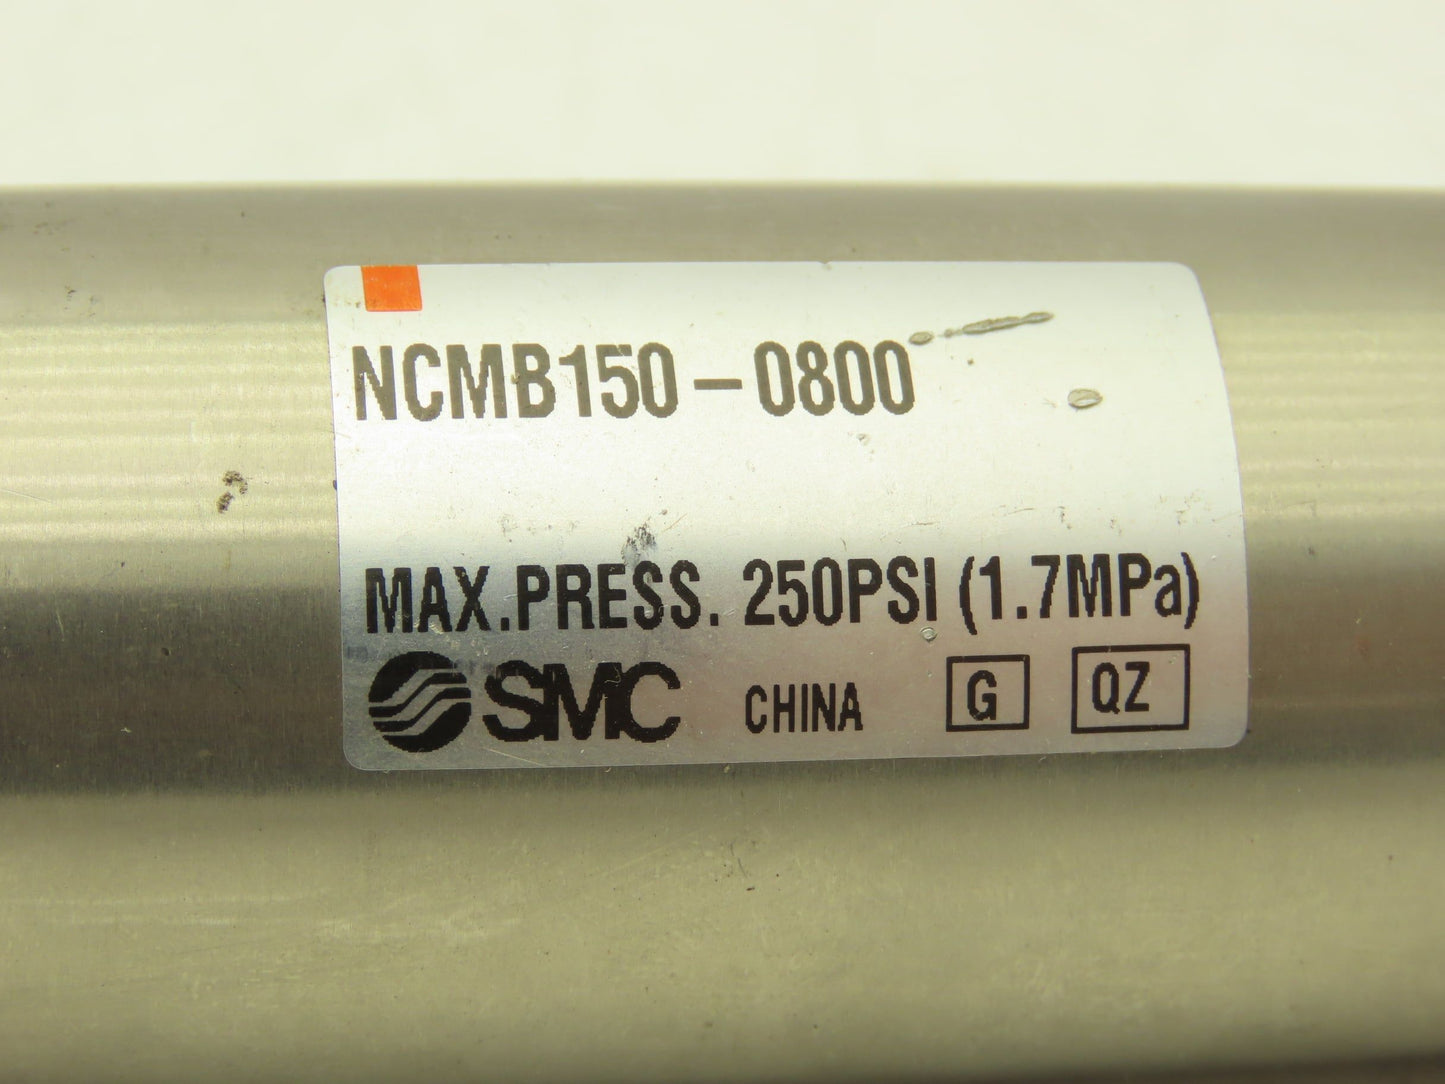 NCMB150-0800
MAX.PRESS. 250PSI (1.7MPa)
SMC CHINA G QZ